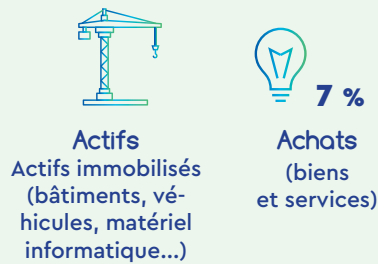 7 %
Actifs
Actifs immobilisés
(bâtiments, vé-
hicules, matériel
informatique...)
Achats
(biens
et services)